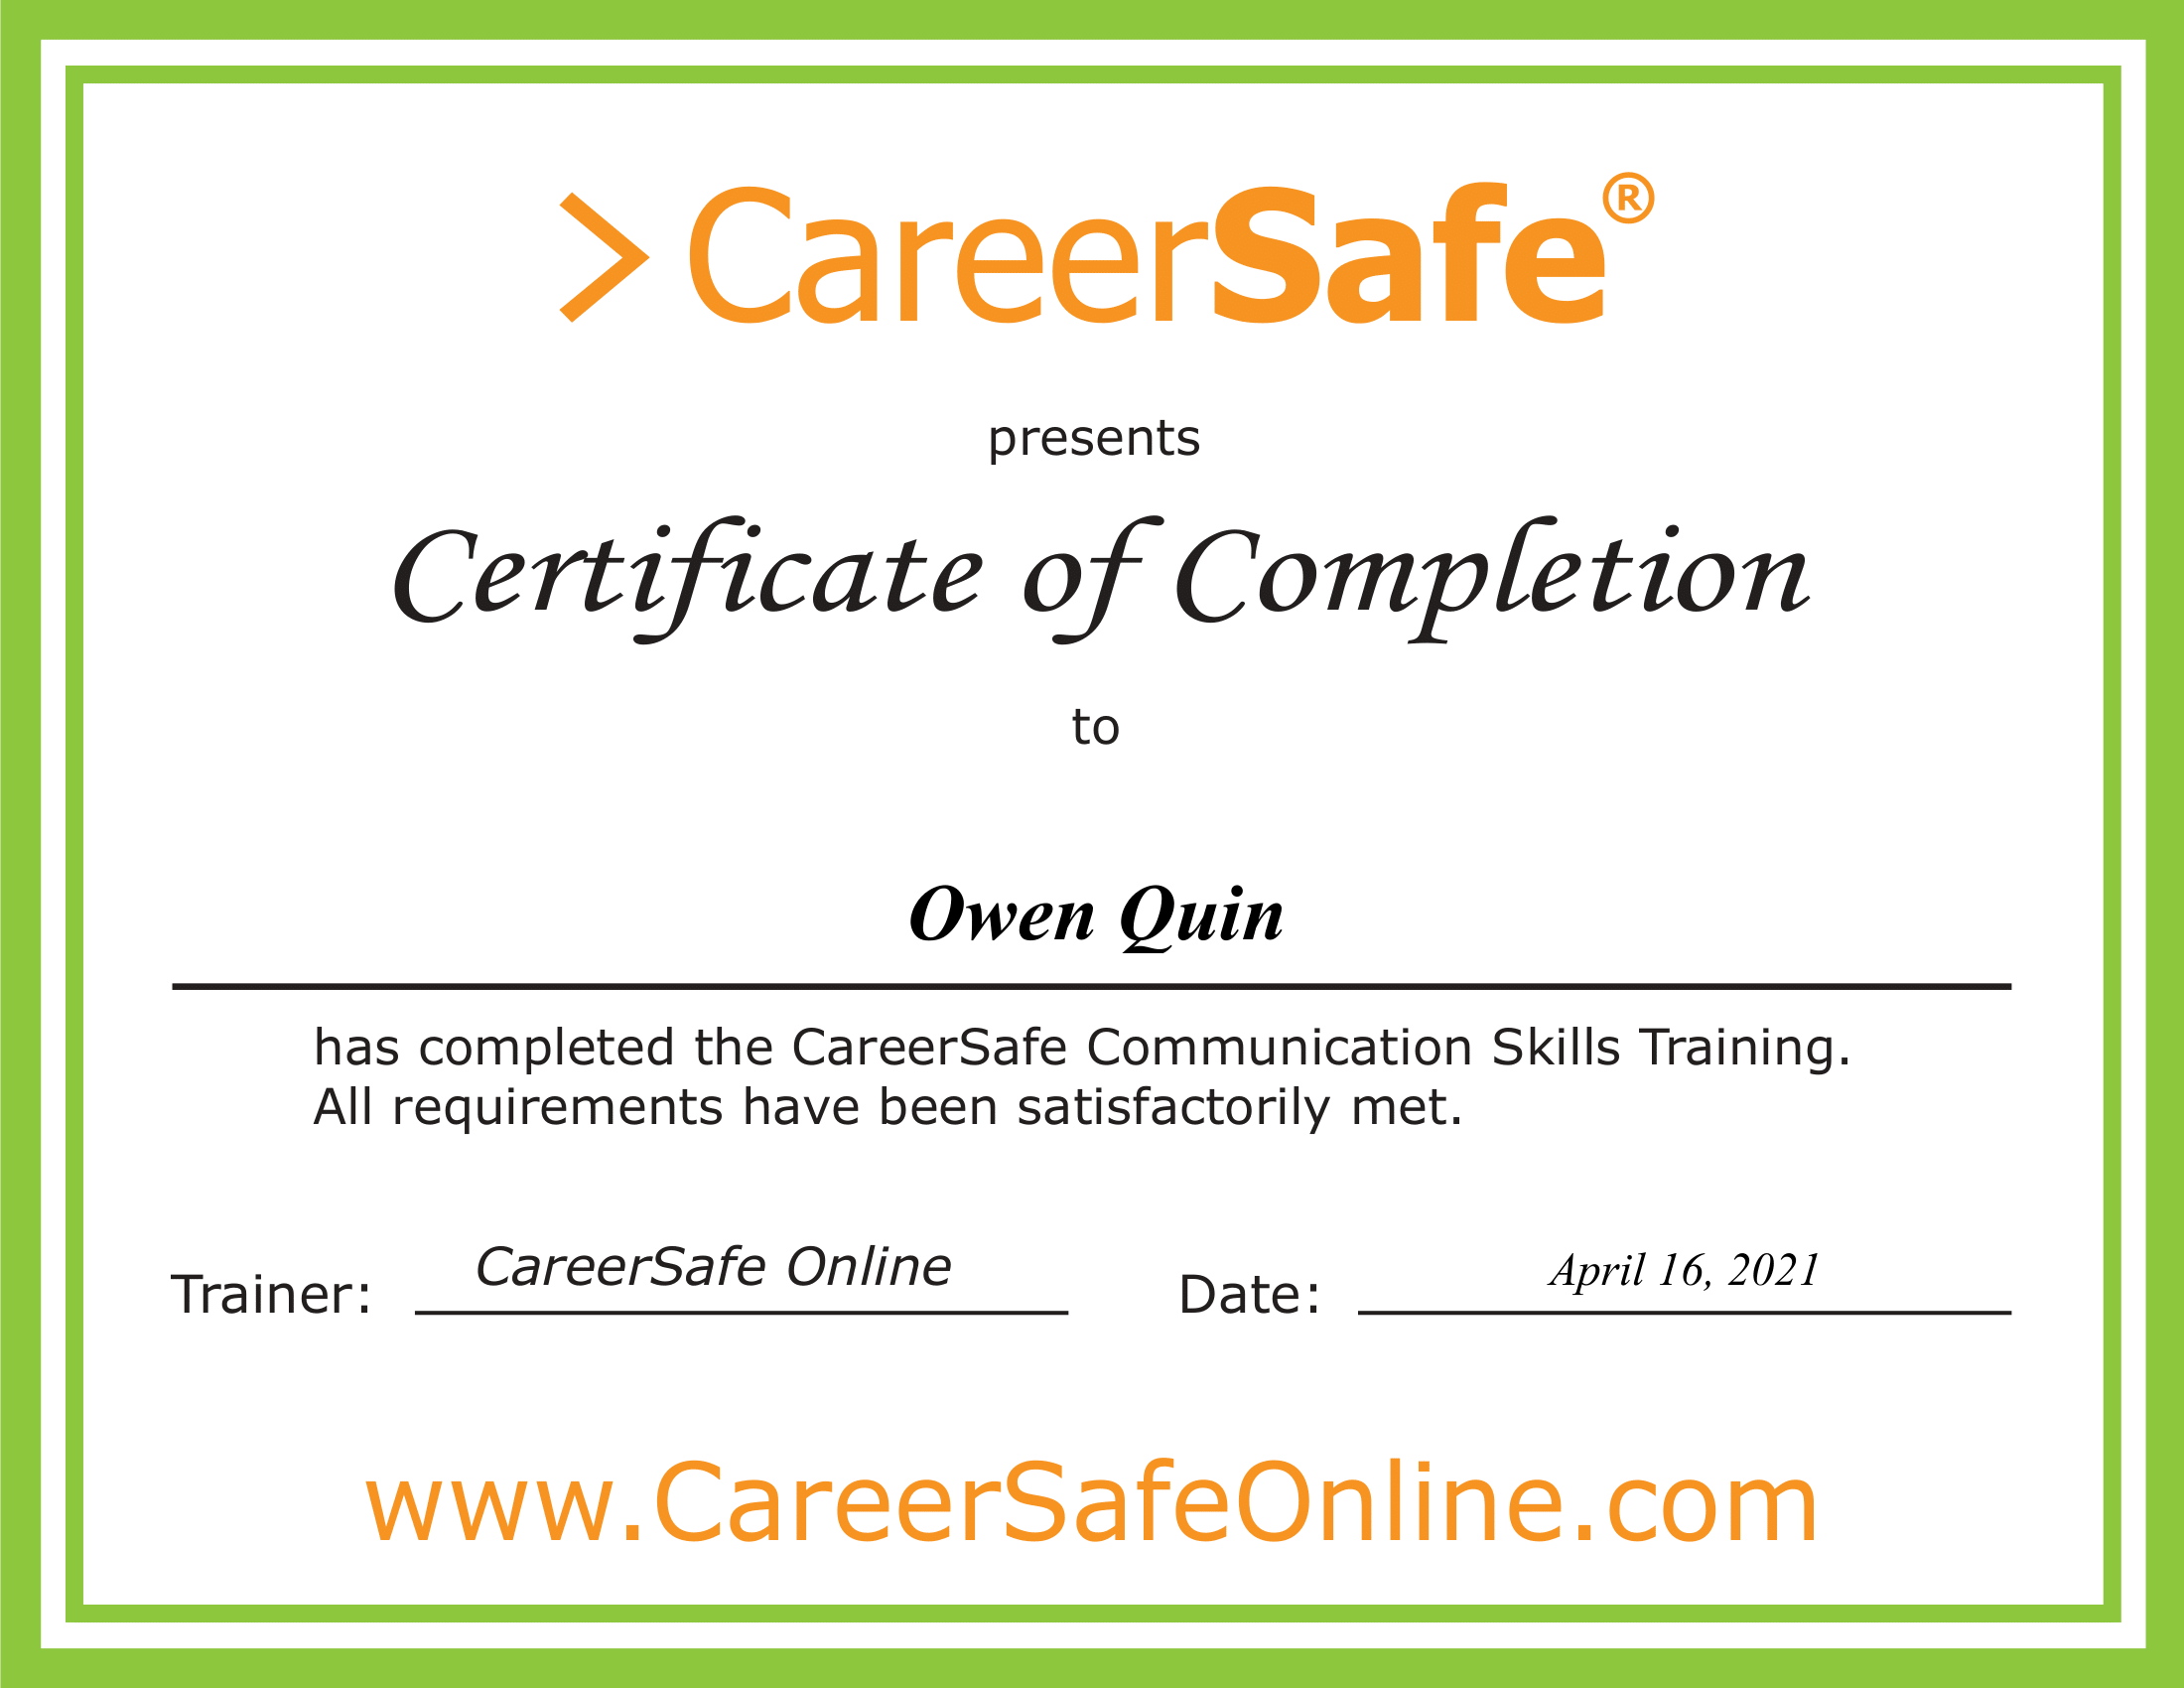 > CareerSafe®
presents
Certificate of Completion
to
Owen Quin
has completed the CareerSafe Communication Skills Training.
All requirements have been satisfactorily met.
Trainer: CareerSafe Online Date: April 16, 2021
www.CareerSafeOnline.com